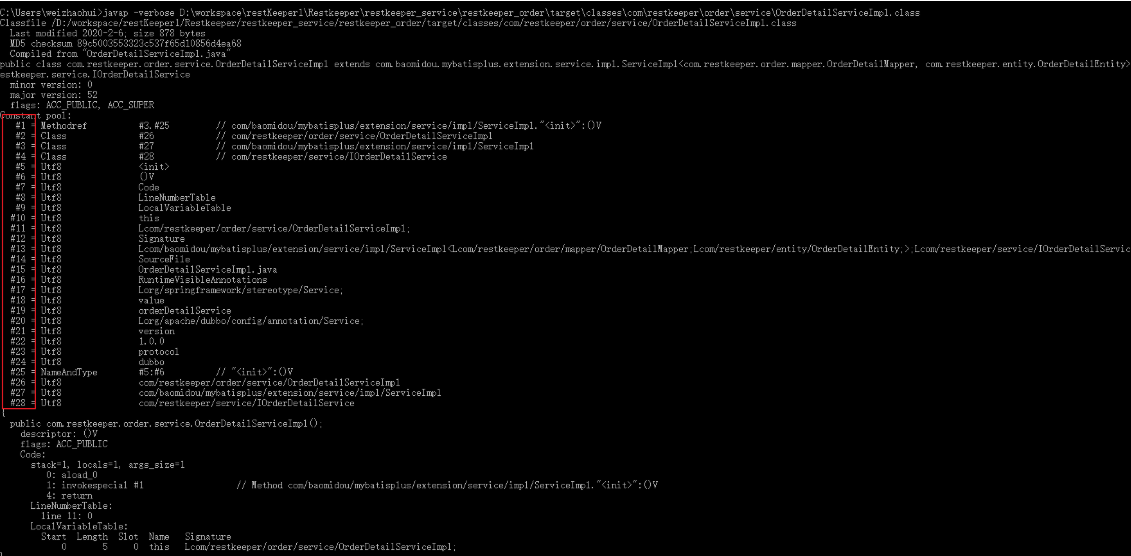 C:\Users\weizhaohui>javap -verbose D:\workspace\restKeeper1\Restkeeper\restkeeper_service\restkeeper_order\target\classes\com\restkeeper\order\service\OrderDetailServiceImpl.class
Classfile /D:/workspace/restKeeper1/Restkeeper/restkeeper_service/restkeeper_order/target/classes/com/restkeeper/order/service/OrderDetailServiceImpl.class
Last modified 2020-2-6; size 878 bytes
MD5 checksum 89c5003553323c537f65d10856d4ea68
Compiled from "OrderDetailServiceImpl.java"
public class com.restkeeper.order.service.OrderDetailServiceImpl extends com.baomidou.mybatisplus.extension.service.impl.ServiceImpl<com.restkeeper.order.mapper.OrderDetailMapper, com.restkeeper.entity.OrderDetailEntity>
estkeeper.service.IOrderDetailService
minor version: 0
major version: 52
flags: ACC_PUBLIC, ACC_SUPER
Constant pool:
#1 = Methodref #3.#25 // com/baomidou/mybatisplus/extension/service/impl/ServiceImpl."<init>":()V
#2 = Class #26 // com/restkeeper/order/service/OrderDetailServiceImpl
#3 = Class #27 // com/baomidou/mybatisplus/extension/service/impl/ServiceImpl
#4 = Class #28 // com/restkeeper/service/IOrderDetailService
#5 = Utf8 <init>
#6 = Utf8 ()V
#7 = Utf8 Code
#8 = Utf8 LineNumberTable
#9 = Utf8 LocalVariableTable
#10 = Utf8 this
#11 = Utf8 Lcom/restkeeper/order/service/OrderDetailServiceImpl;
#12 = Utf8 Signature
#13 = Utf8 Lcom/baomidou/mybatisplus/extension/service/impl/ServiceImpl<Lcom/restkeeper/order/mapper/OrderDetailMapper;Lcom/restkeeper/entity/OrderDetailEntity;>;Lcom/restkeeper/service/IOrderDetailServic
#14 = Utf8 SourceFile
#15 = Utf8 OrderDetailServiceImpl.java
#16 = Utf8 RuntimeVisibleAnnotations
#17 = Utf8 Lorg/springframework/stereotype/Service;
#18 = Utf8 value
#19 = Utf8 orderDetailService
#20 = Utf8 Lorg/apache/dubbo/config/annotation/Service;
#21 = Utf8 version
#22 = Utf8 1.0.0
#23 = Utf8 protocol
#24 = Utf8 dubbo
#25 = NameAndType #5:#6 // "<init>":()V
#26 = Utf8 com/restkeeper/order/service/OrderDetailServiceImpl
#27 = Utf8 com/baomidou/mybatisplus/extension/service/impl/ServiceImpl
#28 = Utf8 com/restkeeper/service/IOrderDetailService
{
public com.restkeeper.order.service.OrderDetailServiceImpl();
descriptor: ()V
flags: ACC_PUBLIC
Code:
stack=1, locals=1, args_size=1
0: aload_0
1: invokespecial #1 // Method com/baomidou/mybatisplus/extension/service/impl/ServiceImpl."<init>":()V
4: return
LineNumberTable:
line 11: 0
LocalVariableTable:
Start Length Slot Name Signature
0 5 0 this Lcom/restkeeper/order/service/OrderDetailServiceImpl;